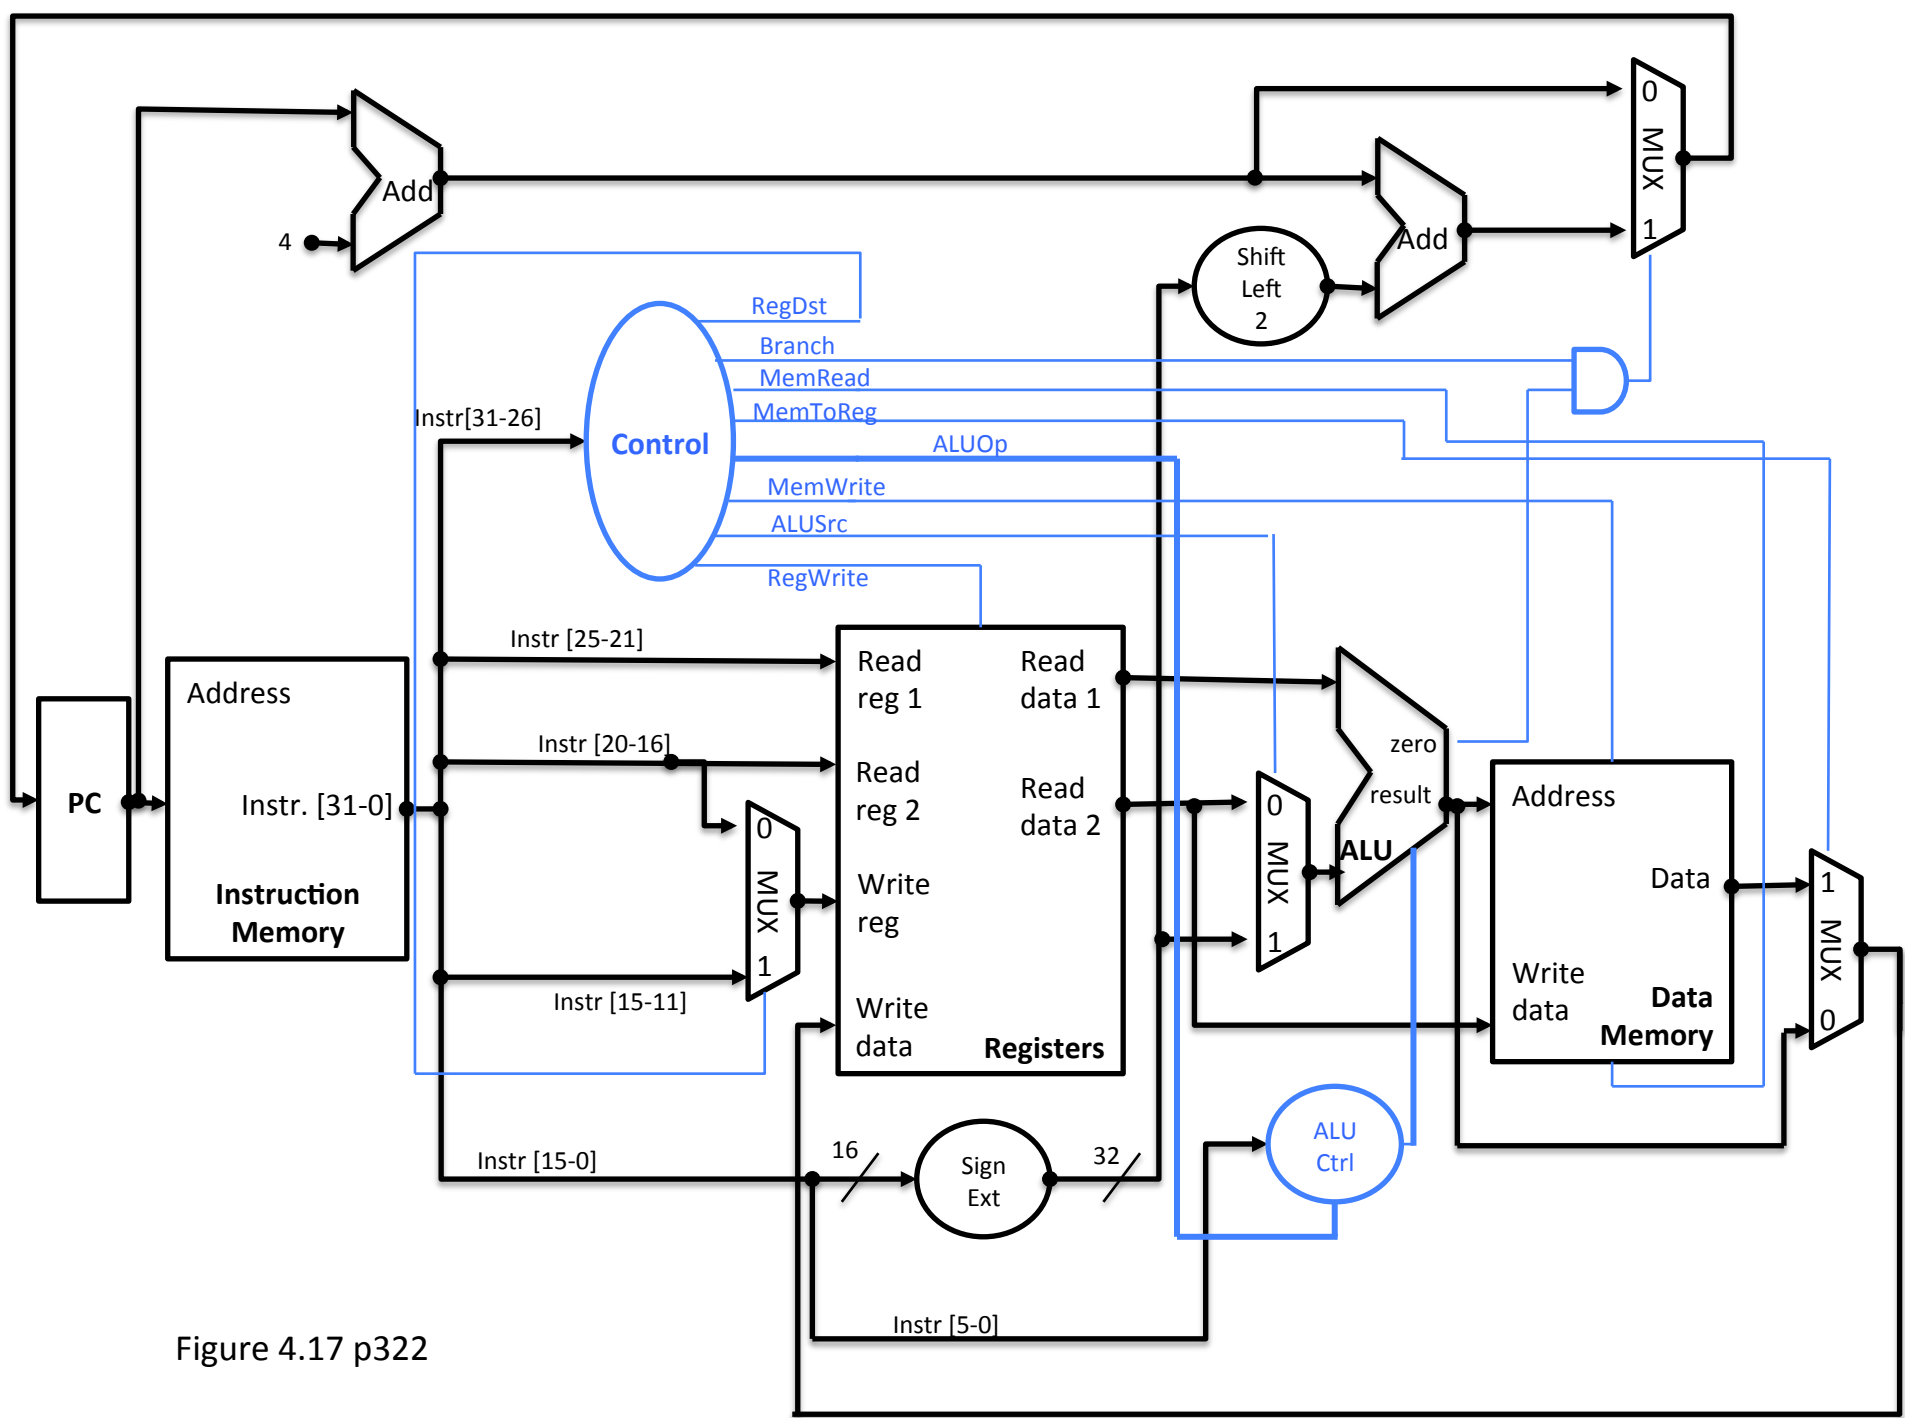 0
MUX
1
Add
4
Add
Shift
Left
2
RegDst
Branch
MemRead
MemToReg
ALUOp
MemWrite
ALUSrc
RegWrite
Control
Instr[31-26]
Instr [25-21]
Instr [20-16]
Instr [15-11]
Instr [15-0]
Instr [5-0]
PC
Address
Instr. [31-0]
Instruction
Memory
0
MUX
1
Read
reg 1
Read
reg 2
Write
reg
Write
data
Read
data 1
Read
data 2
Registers
0
MUX
1
zero
result
ALU
Address
Data
Write
data
Data
Memory
1
MUX
0
16
Sign
Ext
32
ALU
Ctrl
Figure 4.17 p322